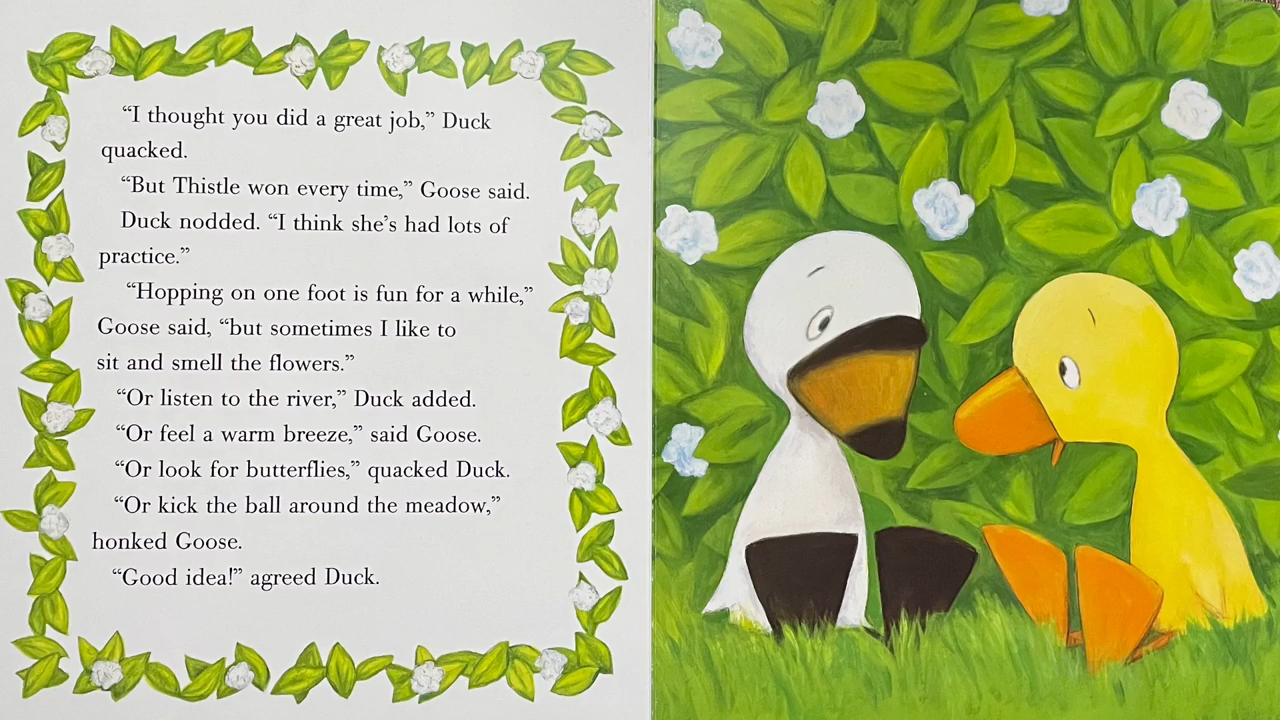 “I thought you did a great job,” Duck
quacked.
“But Thistle won every time,” Goose said.
Duck nodded. “I think she’s had lots of
practice.”
“Hopping on one foot is fun for a while,”
Goose said, “but sometimes I like to
sit and smell the flowers.”
“Or listen to the river,” Duck added.
“Or feel a warm breeze,” said Goose.
“Or look for butterflies,” quacked Duck.
“Or kick the ball around the meadow,”
honked Goose.
“Good idea!” agreed Duck.